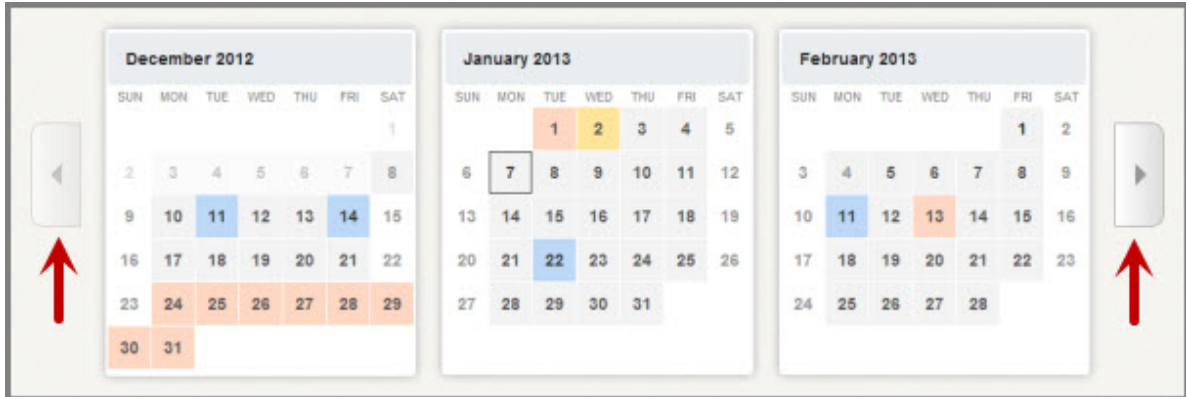 December 2012
SUN MON TUE WED THU FRI SAT
1
2 3 4 5 6 7 8
9 10 11 12 13 14 15
16 17 18 19 20 21 22
23 24 25 26 27 28 29
30 31
January 2013
SUN MON TUE WED THU FRI SAT
1 2 3 4 5
6 7 8 9 10 11 12
13 14 15 16 17 18 19
20 21 22 23 24 25 26
27 28 29 30 31
February 2013
SUN MON TUE WED THU FRI SAT
1 2
3 4 5 6 7 8 9
10 11 12 13 14 15 16
17 18 19 20 21 22 23
24 25 26 27 28